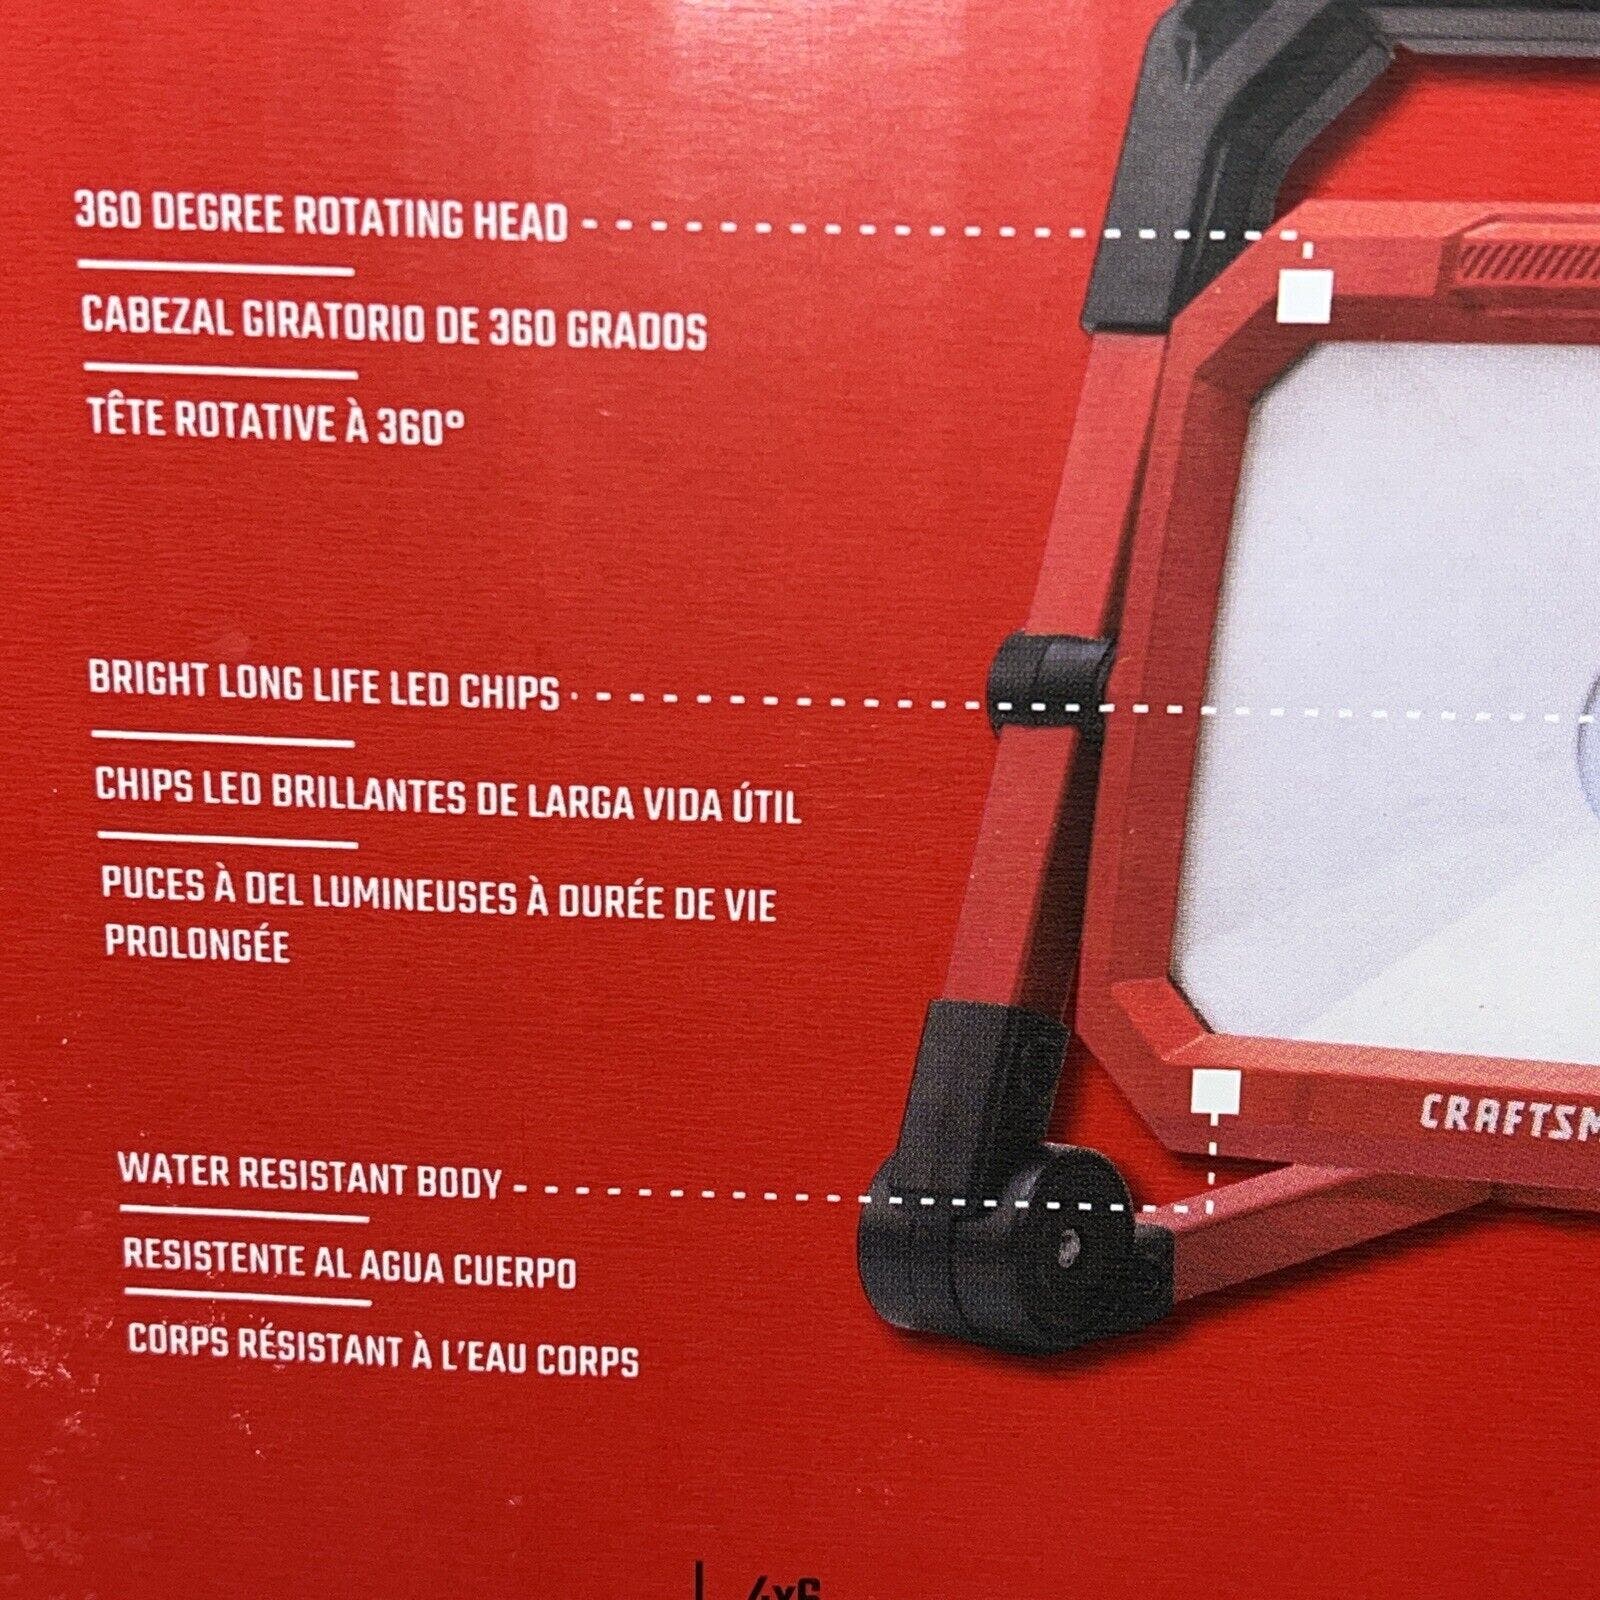 360 DEGREE ROTATING HEAD
CABEZAL GIRATORIO DE 360 GRADOS
TÊTE ROTATIVE À 360°
BRIGHT LONG LIFE LED CHIPS
CHIPS LED BRILLANTES DE LARGA VIDA ÚTIL
PUCES À DEL LUMINEUSES À DURÉE DE VIE
PROLONGÉE
WATER RESISTANT BODY
RESISTENTE AL AGUA CUERPO
CORPS RÉSISTANT À L'EAU CORPS
CRAFTSM